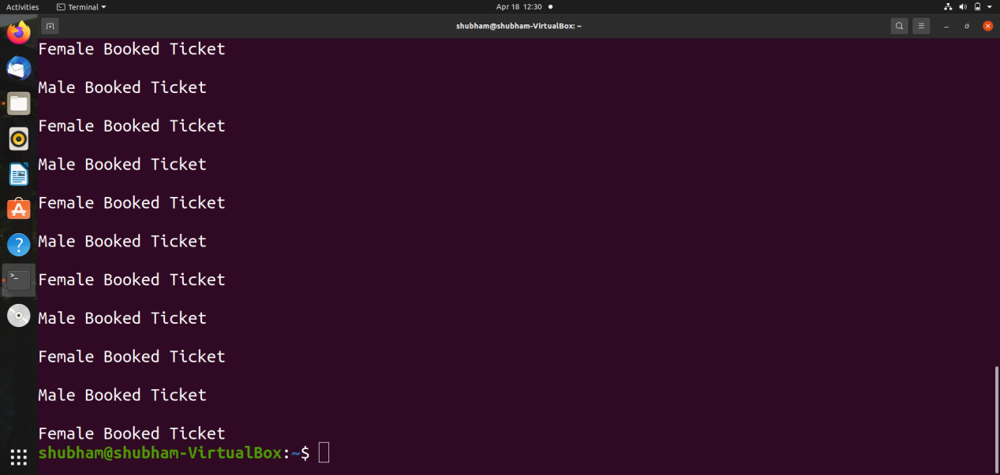 Activities
Terminal
Apr 18 12:30
shubham@shubham-VirtualBox: ~
Female Booked Ticket
Male Booked Ticket
Female Booked Ticket
Male Booked Ticket
Female Booked Ticket
Male Booked Ticket
Female Booked Ticket
Male Booked Ticket
Female Booked Ticket
Male Booked Ticket
Female Booked Ticket
shubham@shubham-VirtualBox:~$